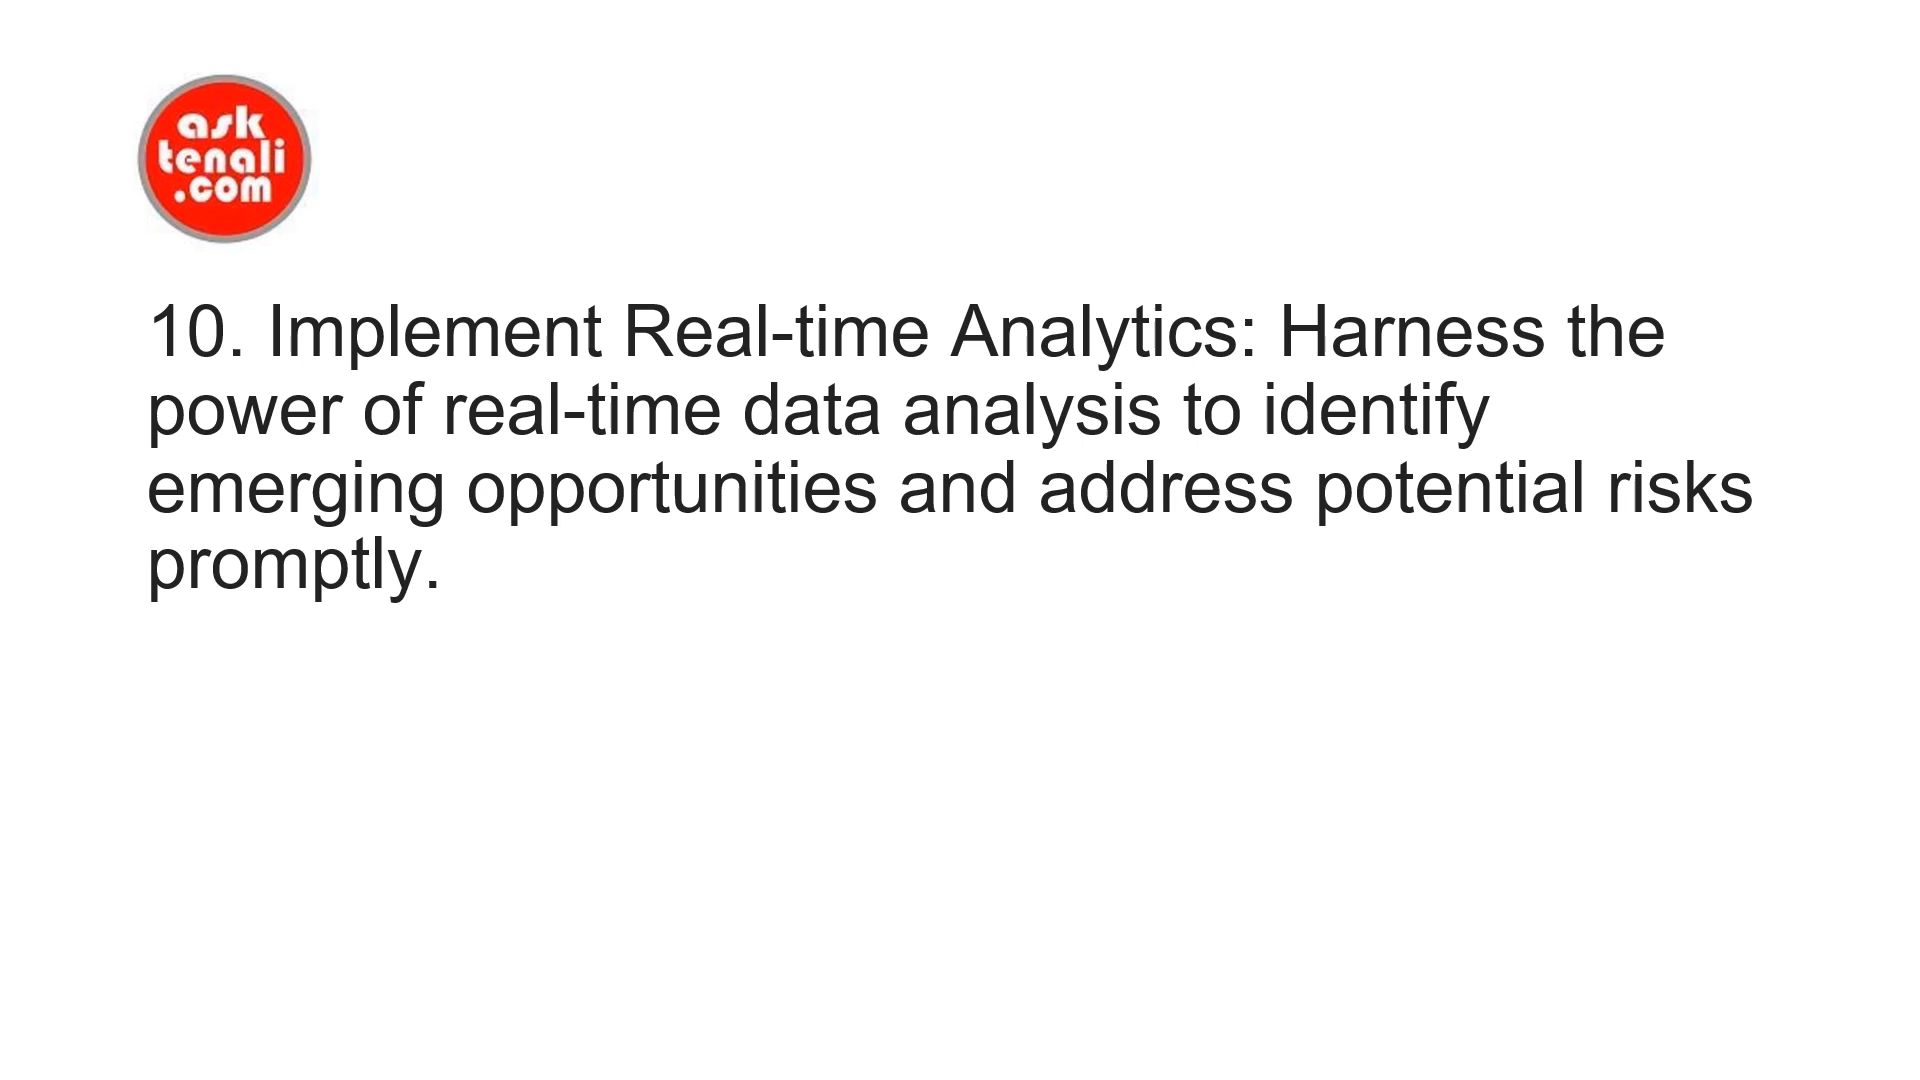 ask
tenali
.com
10. Implement Real-time Analytics: Harness the
power of real-time data analysis to identify
emerging opportunities and address potential risks
promptly.